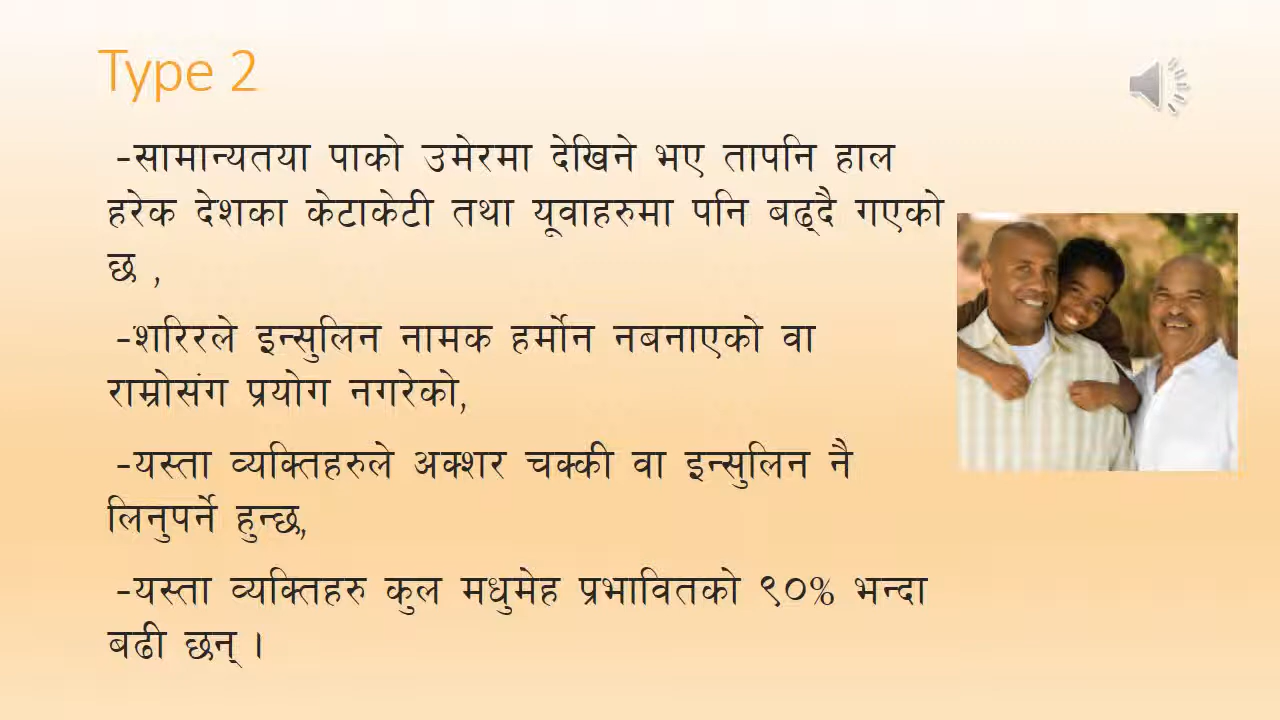 Type 2
-सामान्यतया पाको उमेरमा देखिने भए तापनि हाल
हरेक देशका केटाकेटी तथा यूवाहरुमा पनि बढ्दै गएको
छ ,
-शरिरले इन्सुलिन नामक हर्मोन नबनाएको वा
राम्रोसंग प्रयोग नगरेको,
-यस्ता व्यक्तिहरुले अक्शर चक्की वा इन्सुलिन नै
लिनुपर्ने हुन्छ,
-यस्ता व्यक्तिहरु कुल मधुमेह प्रभावितको ९०% भन्दा
बढी छन् ।